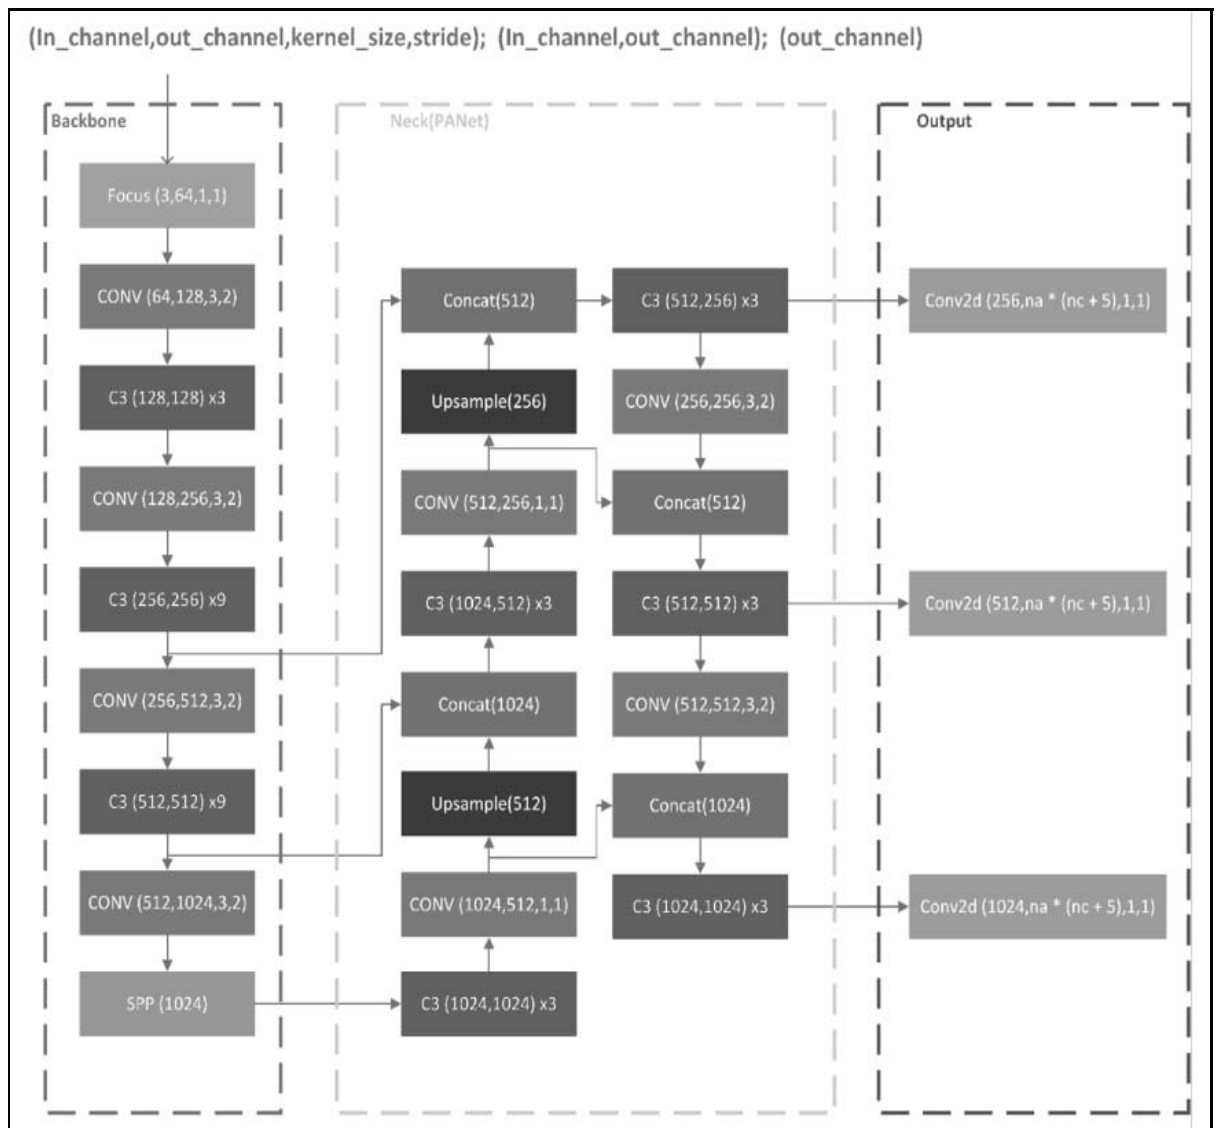 (In_channel,out_channel,kernel_size,stride); (In_channel,out_channel); (out_channel)
Backbone
Focus (3,64,1,1)
CONV (64,128,3,2)
C3 (128,128) x3
CONV (128,256,3,2)
C3 (256,256) x9
CONV (256,512,3,2)
C3 (512,512) x9
CONV (512,1024,3,2)
SPP (1024)
Neck(PANet)
Concat(512)
Upsample(256)
CONV (512,256,1,1)
C3 (1024,512) x3
Concat(1024)
Upsample(512)
CONV (1024,512,1,1)
C3 (1024,1024) x3
C3 (512,256) x3
CONV (256,256,3,2)
Concat(512)
C3 (512,512) x3
CONV (512,512,3,2)
Concat(1024)
C3 (1024,1024) x3
Output
Conv2d (256,na * (nc + 5),1,1)
Conv2d (512,na * (nc + 5),1,1)
Conv2d (1024,na * (nc + 5),1,1)